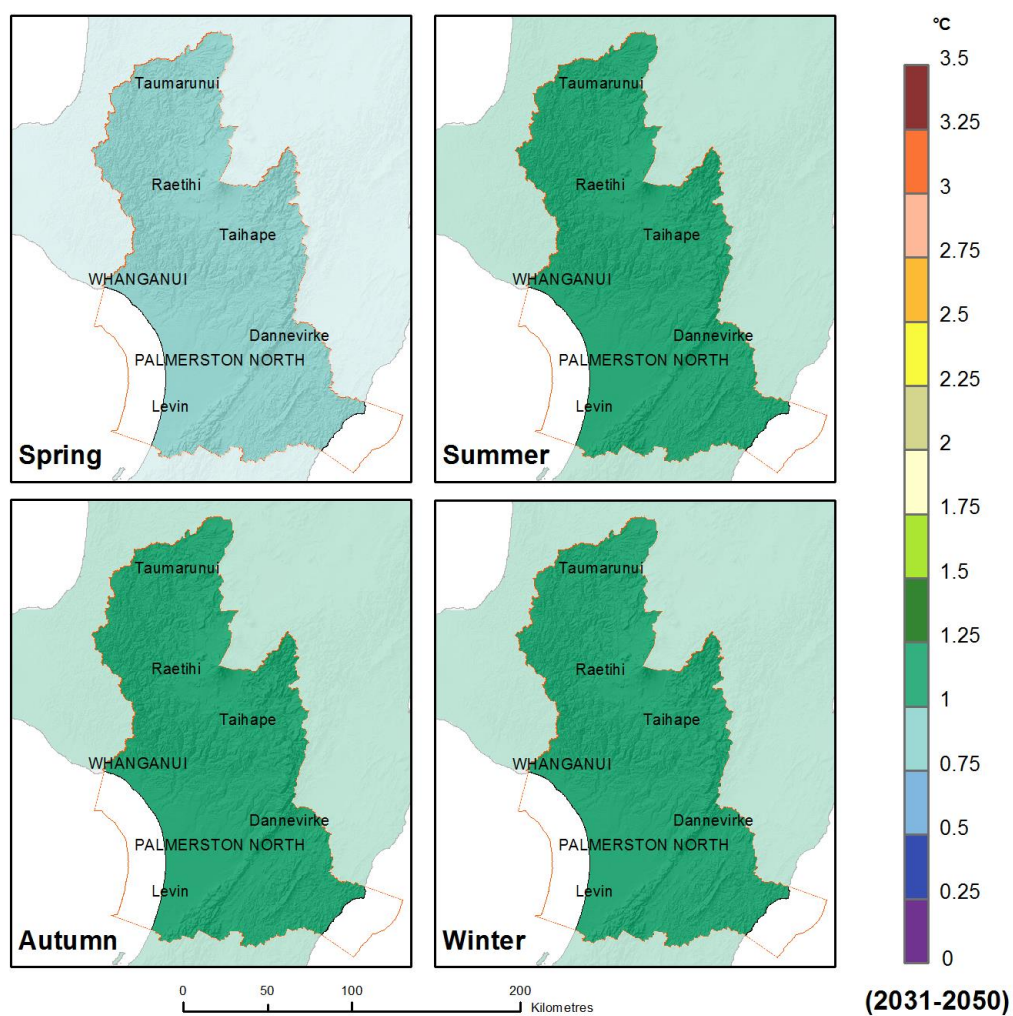 Taumarunui
Raetihi
Taihape
WHANGANUI
Dannevirke
PALMERSTON NORTH
Levin
Spring
Taumarunui
Raetihi
Taihape
WHANGANUI
Dannevirke
PALMERSTON NORTH
Levin
Summer
Taumarunui
Raetihi
Taihape
WHANGANUI
Dannevirke
PALMERSTON NORTH
Levin
Autumn
Taumarunui
Raetihi
Taihape
WHANGANUI
Dannevirke
PALMERSTON NORTH
Levin
Winter
°C
3.5
3.25
3
2.75
2.5
2.25
2
1.75
1.5
1.25
1
0.75
0.5
0.25
0
0 50 100 200
Kilometres
(2031-2050)